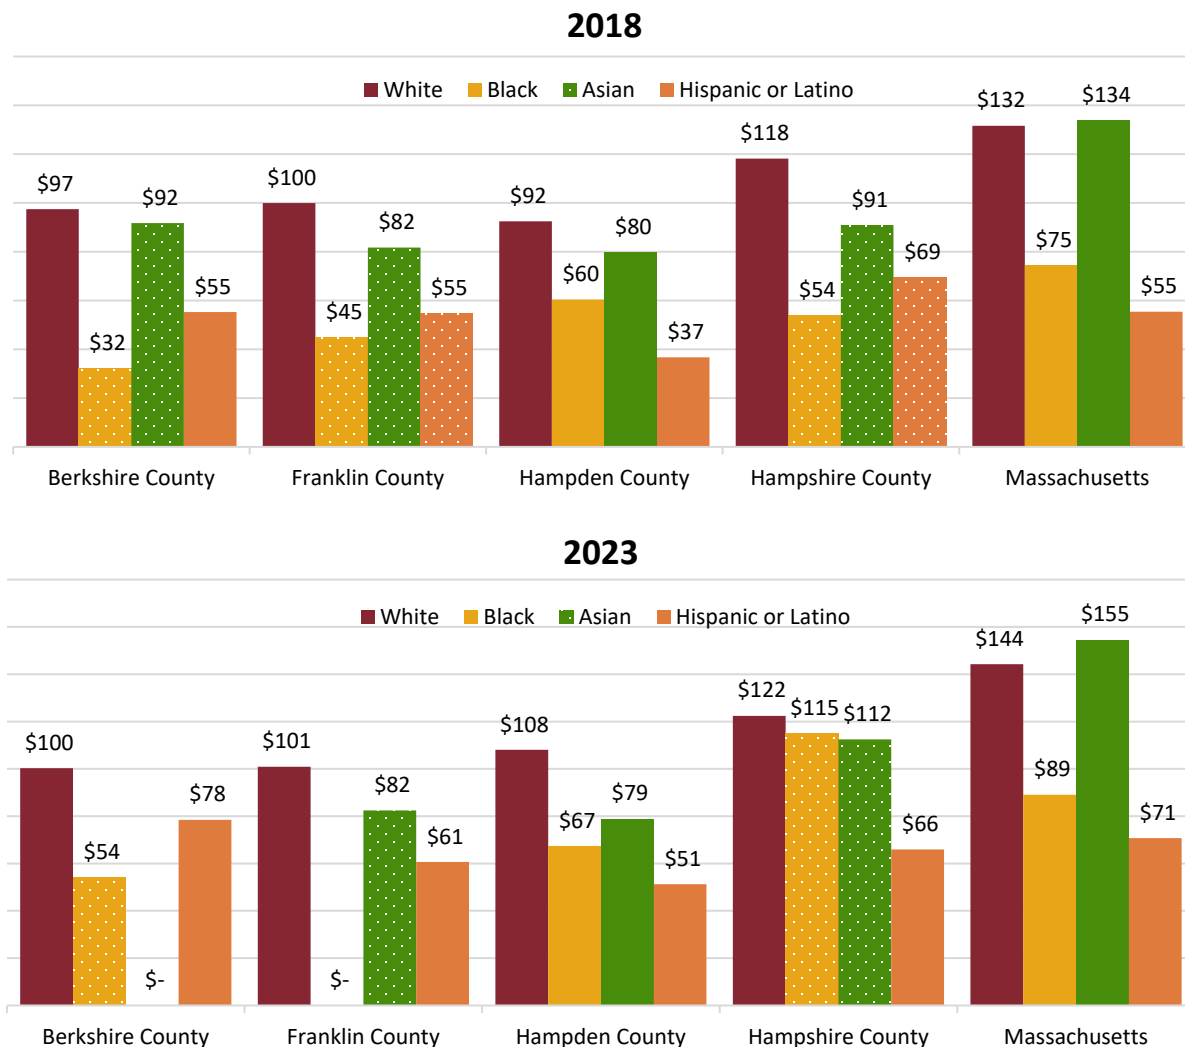 2018
White Black Asian Hispanic or Latino
$97 $32 $92 $55 $100 $45 $82 $55 $92 $60 $80 $37 $118 $54 $91 $69 $132 $75 $134 $55
Berkshire County Franklin County Hampden County Hampshire County Massachusetts
2023
White Black Asian Hispanic or Latino
$100 $54 $- $78 $101 $- $82 $61 $108 $67 $79 $51 $122 $115 $112 $66 $144 $89 $155 $71
Berkshire County Franklin County Hampden County Hampshire County Massachusetts